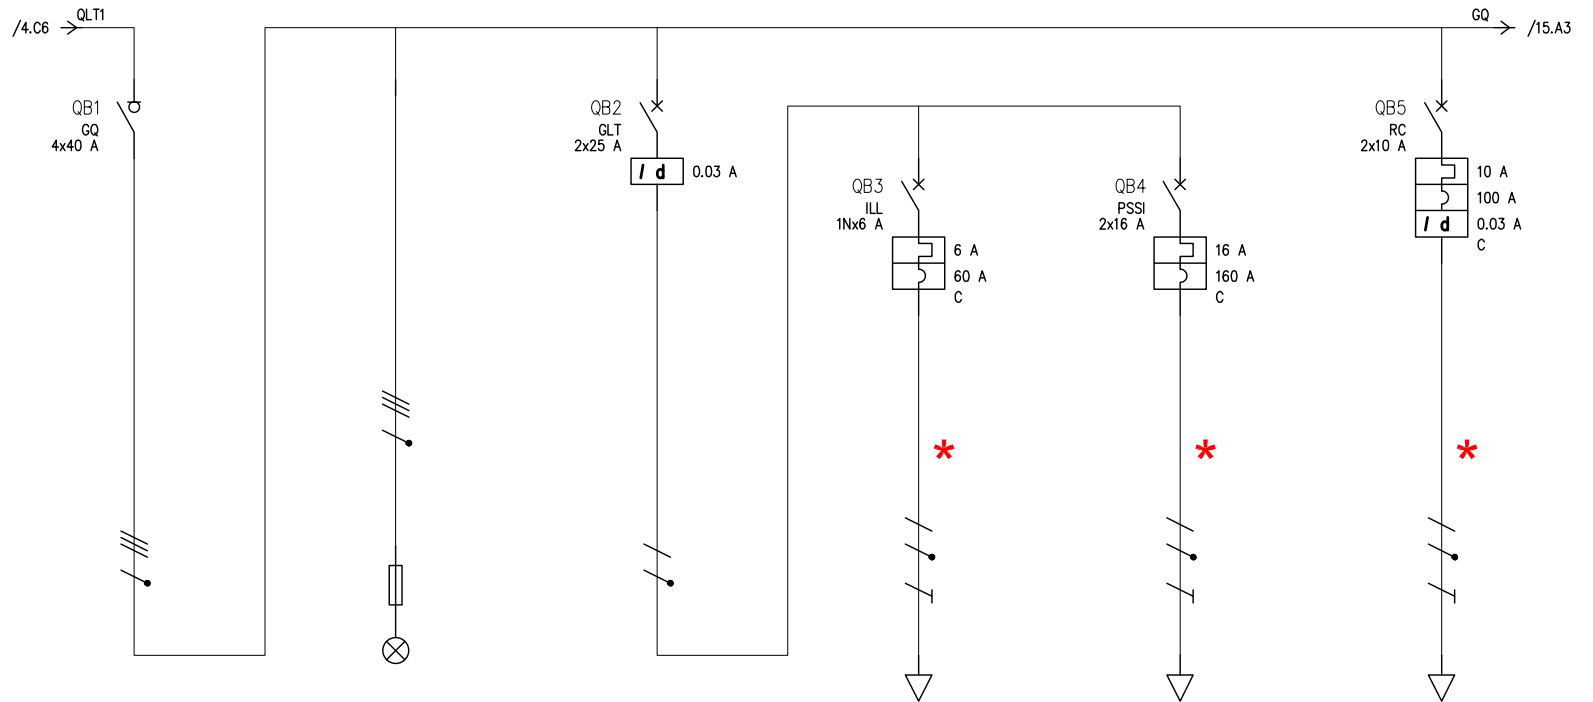 QLT1
/4.C6
GQ
/15.A3
QB1
GQ
4x40 A
QB2
GLT
2x25 A
I d
0.03 A
QB3
ILL
1Nx6 A
6 A
60 A
C
QB4
PSSI
2x16 A
16 A
160 A
C
QB5
RC
2x10 A
10 A
100 A
I d
0.03 A
C
*
*
*